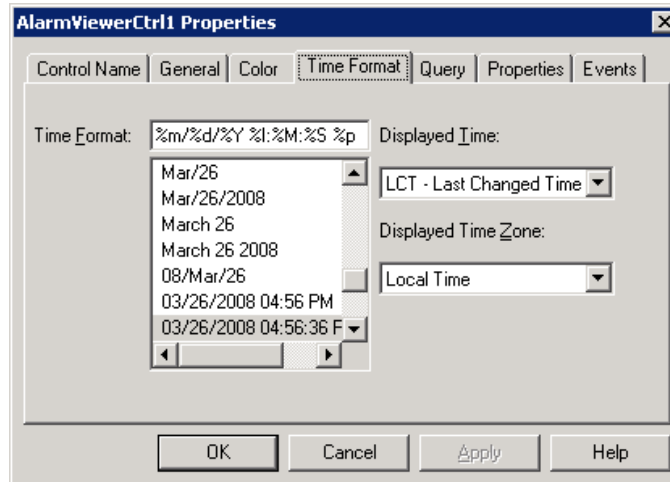 AlarmViewerCtrl1 Properties
Control Name General Color Time Format Query Properties Events
Time Format: %m/%d/%Y %I:%M:%S %p Displayed Time:
Mar/26
Mar/26/2008
LCT - Last Changed Time
March 26
March 26 2008
Displayed Time Zone:
08/Mar/26
03/26/2008 04:56 PM
Local Time
03/26/2008 04:56:36 F
OK Cancel Apply Help